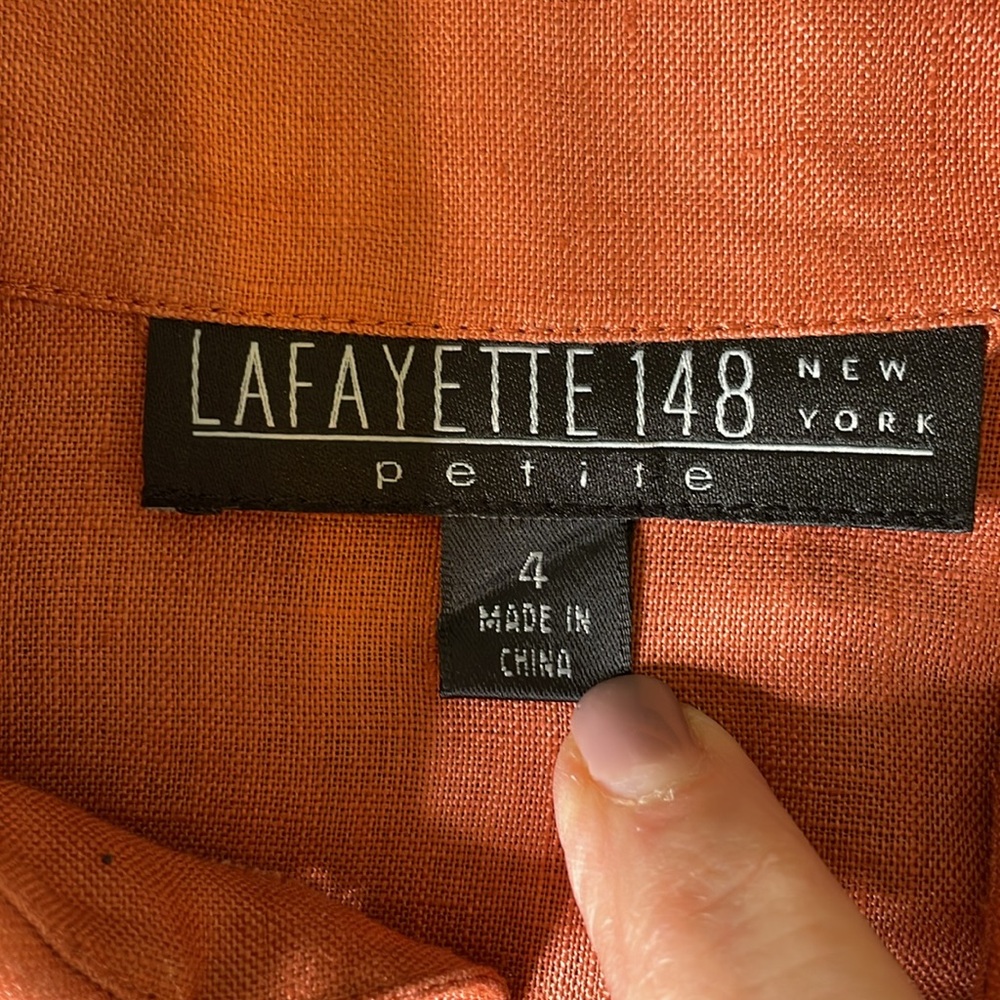 LAFAYETTE 148 NEW YORK
petite
4
MADE IN
CHINA